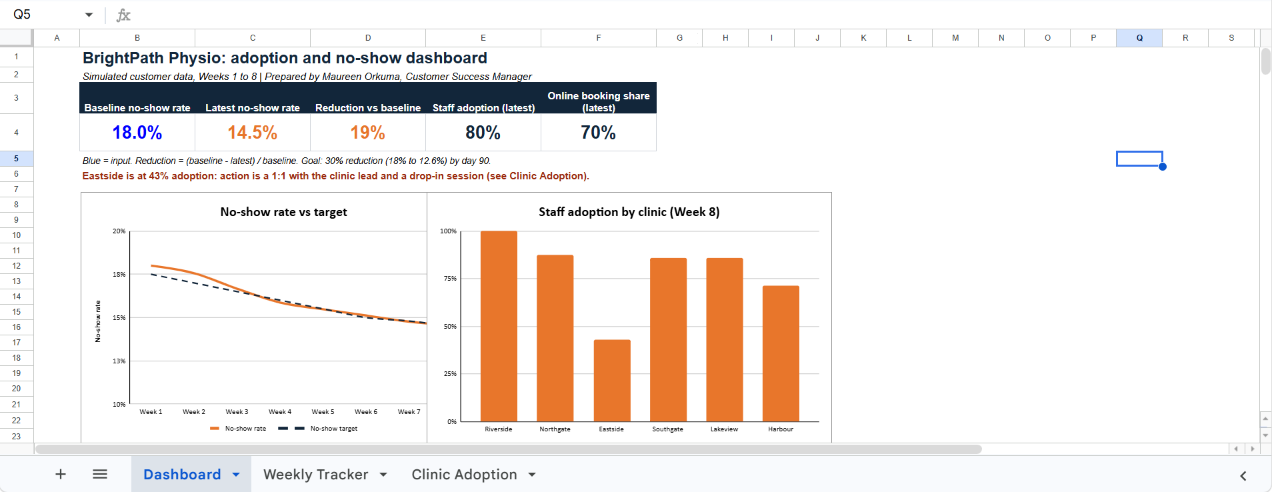 Q5
fx
A B C D E F G H I J K L M N O P Q R S
1 BrightPath Physio: adoption and no-show dashboard
2 Simulated customer data, Weeks 1 to 8 | Prepared by Maureen Orkuma, Customer Success Manager
3 Baseline no-show rate Latest no-show rate Reduction vs baseline Staff adoption (latest) Online booking share (latest)
4 18.0% 14.5% 19% 80% 70%
5 Blue = input. Reduction = (baseline - latest) / baseline. Goal: 30% reduction (18% to 12.6%) by day 90.
6 Eastside is at 43% adoption: action is a 1:1 with the clinic lead and a drop-in session (see Clinic Adoption).
7
8
9
10
11
12
13
14
15
16
17
18
19
20
21
22
23
No-show rate vs target
20%
18%
15%
13%
10%
No-show rate
Week 1 Week 2 Week 3 Week 4 Week 5 Week 6 Week 7
No-show rate No-show target
Staff adoption by clinic (Week 8)
100%
75%
50%
25%
0%
Riverside Northgate Eastside Southgate Lakeview Harbour
Dashboard Weekly Tracker Clinic Adoption